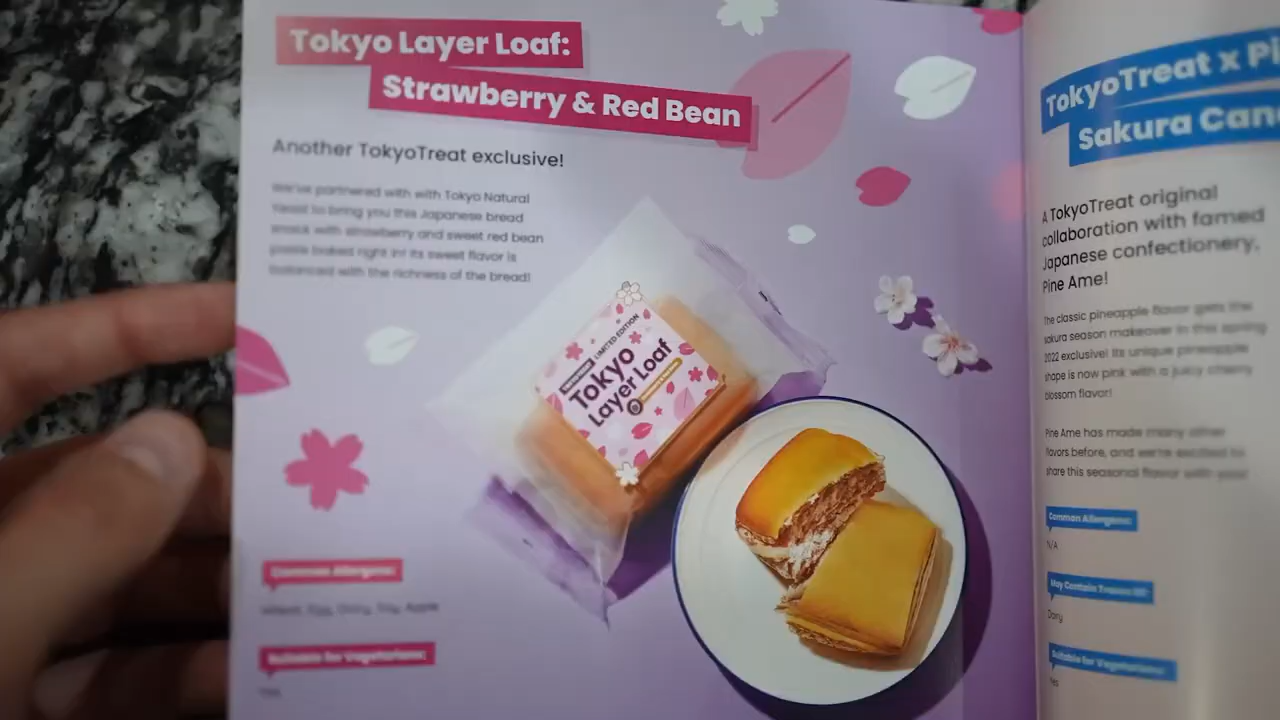 Tokyo Layer Loaf:
Strawberry & Red Bean
Another TokyoTreat exclusive!
We've partnered with with Tokyo Natural
Yeast to bring you this Japanese bread
snack with strawberry and sweet red bean
paste baked right in! Its sweet flavor is
balanced with the richness of the bread!
LIMITED EDITION
Tokyo
Layer Loaf
Common Allergens:
Wheat, Egg, Dairy, Soy, Apple
Suitable for Vegetarians:
Yes
TokyoTreat x Pi
Sakura Can
A TokyoTreat original
collaboration with famed
Japanese confectionery,
Pine Ame!
The classic pineapple flavor gets the
sakura season makeover in this spring
2022 exclusive! Its unique pineapple
shape is now pink with a juicy cherry
blossom flavor!
Pine Ame has made many other
flavors before, and we're excited to
share this seasonal flavor with you!
Common Allergens:
N/A
May Contain Traces Of:
Dairy
Suitable for Vegetarians:
Yes